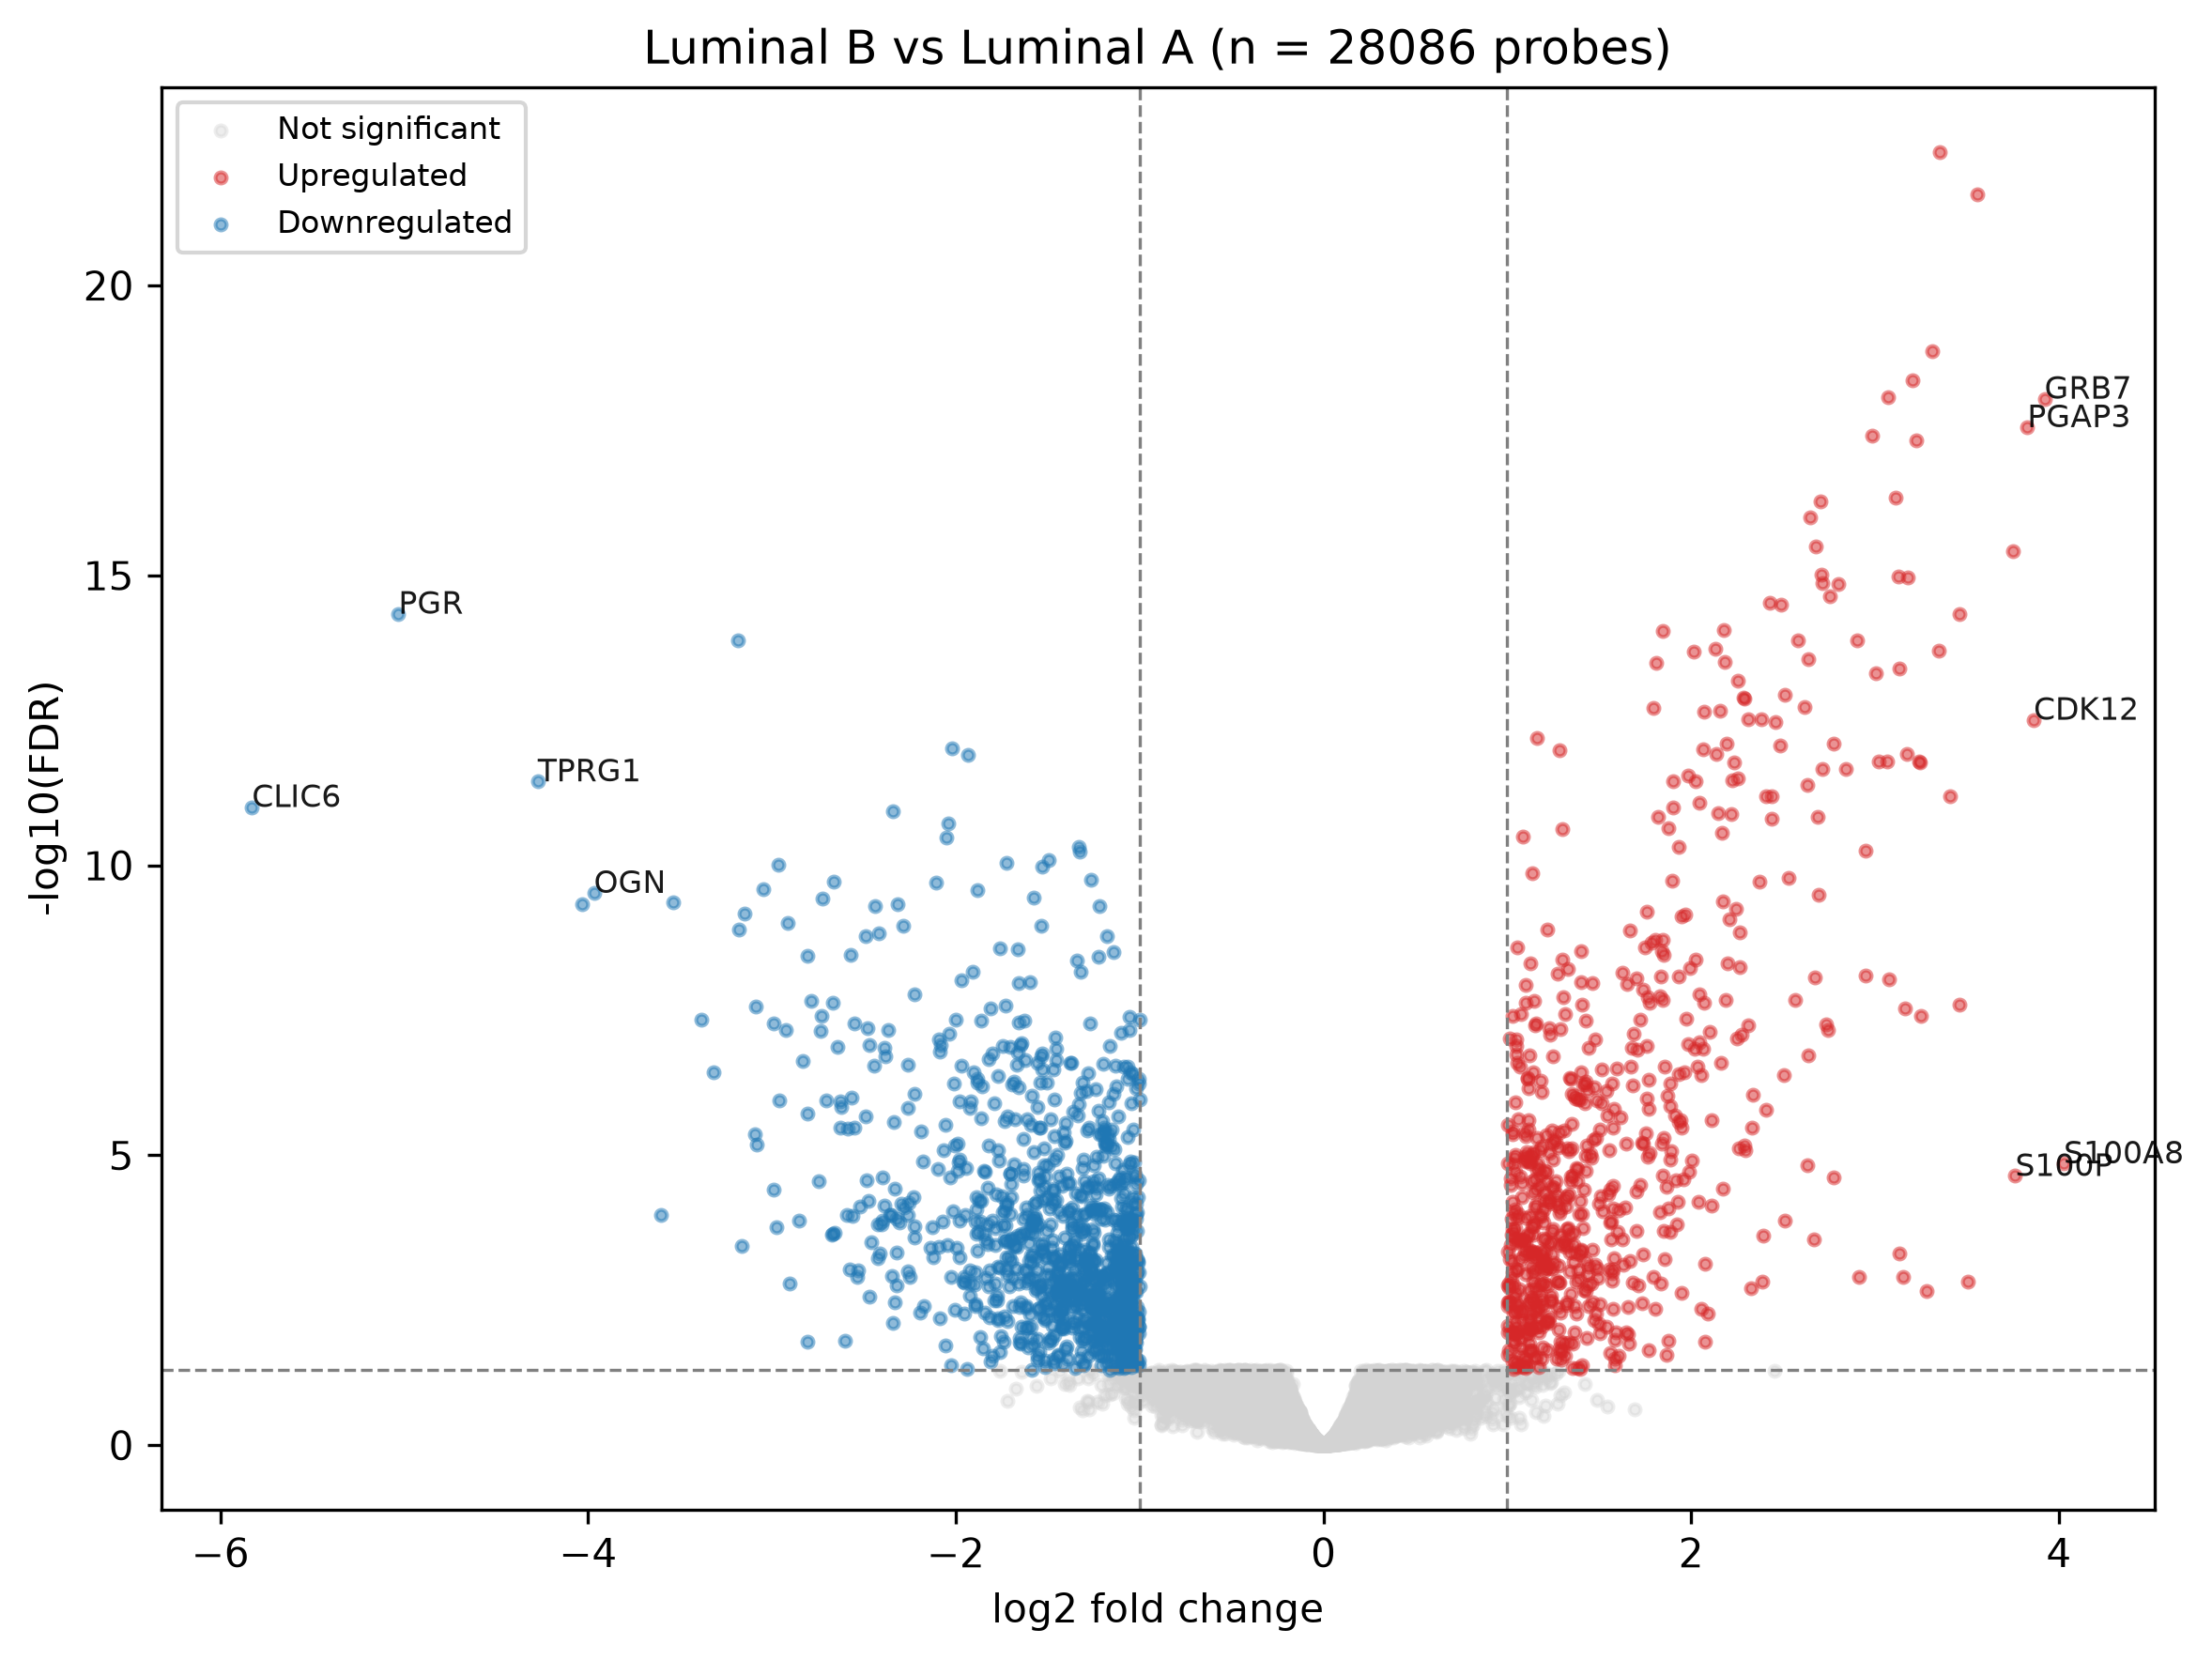 Luminal B vs Luminal A (n = 28086 probes)
Not significant
Upregulated
Downregulated
20
15
10
5
0
-log10(FDR)
GRB7
PGAP3
PGR
CDK12
TPRG1
CLIC6
OGN
S100A8
S100P
−6
−4
−2
0
2
4
log2 fold change